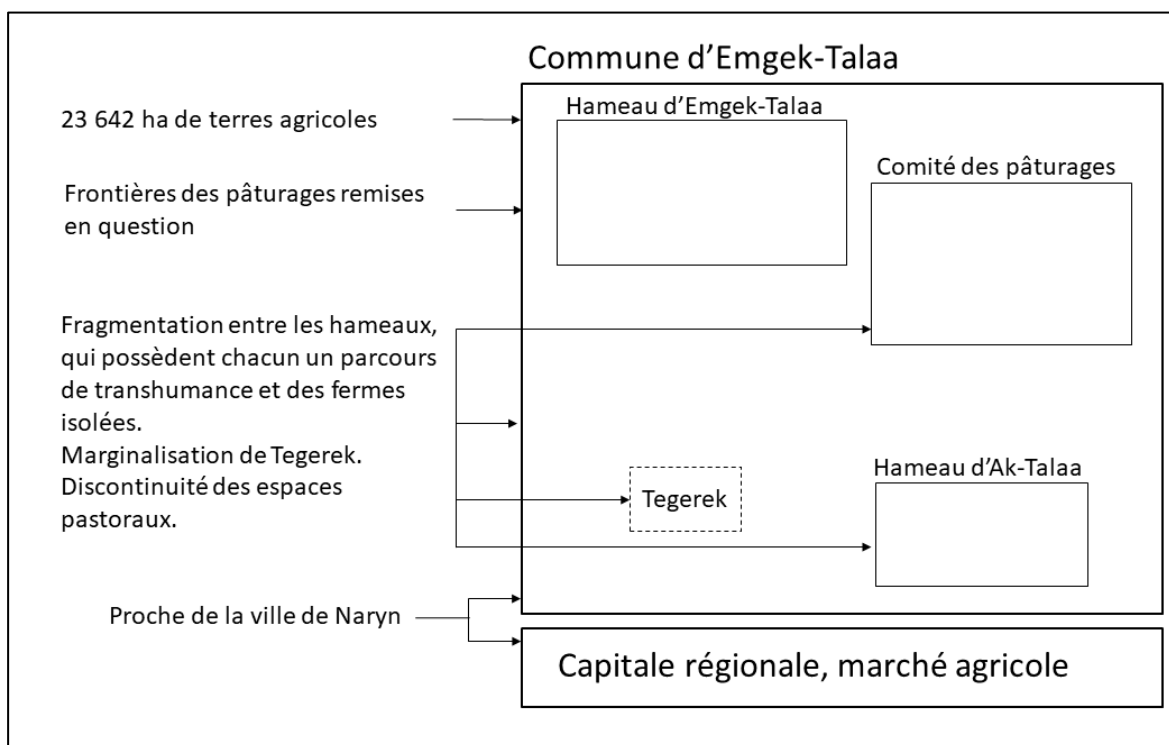 Commune d’Emgek-Talaa
23 642 ha de terres agricoles
Hameau d’Emgek-Talaa
Comité des pâturages
Frontières des pâturages remises
en question
Fragmentation entre les hameaux,
qui possèdent chacun un parcours
de transhumance et des fermes
isolées.
Marginalisation de Tegerek.
Discontinuité des espaces
pastoraux.
Hameau d’Ak-Talaa
Tegerek
Proche de la ville de Naryn
Capitale régionale, marché agricole